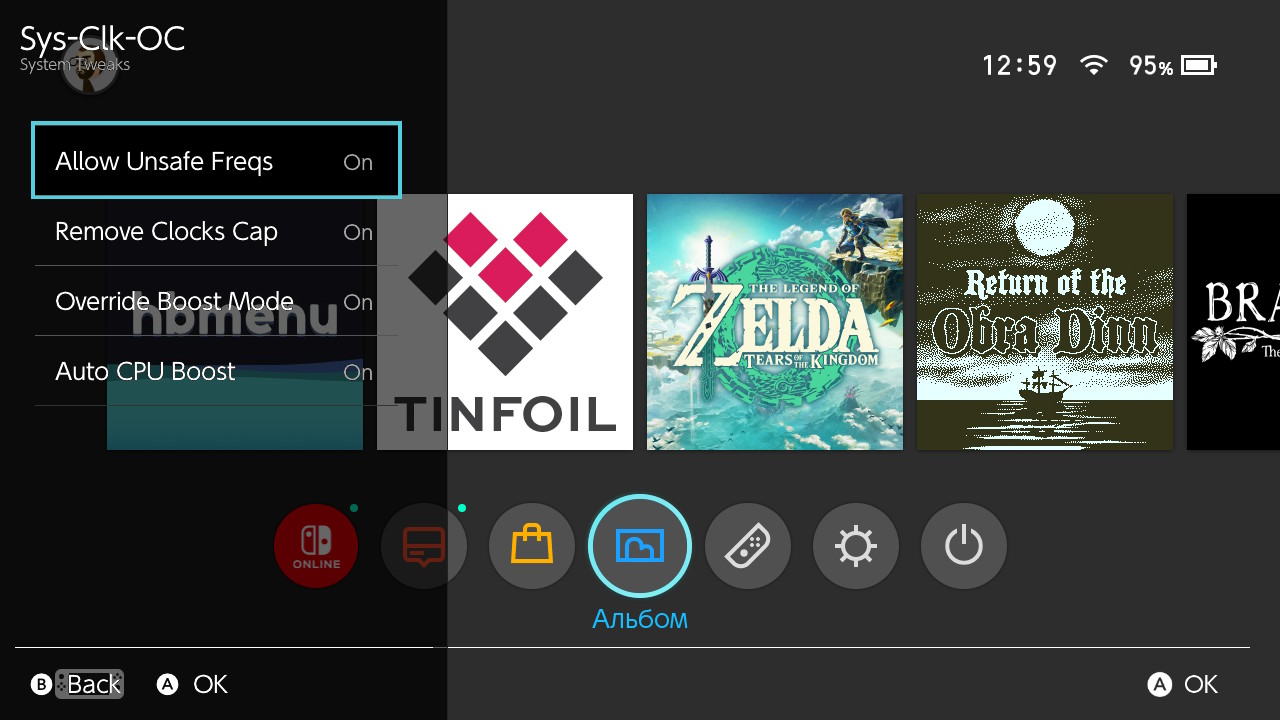 Sys-Clk-OC
System Tweaks
12:59
95%
Allow Unsafe Freqs On
Remove Clocks Cap On
Override Boost Mode On
Auto CPU Boost On
hbmenu
TINFOIL
THE LEGEND OF
ZELDA
TEARS OF THE KINGDOM
Return of the
Obra Dinn
BRA
The
ONLINE
Альбом
B Back A OK
A OK